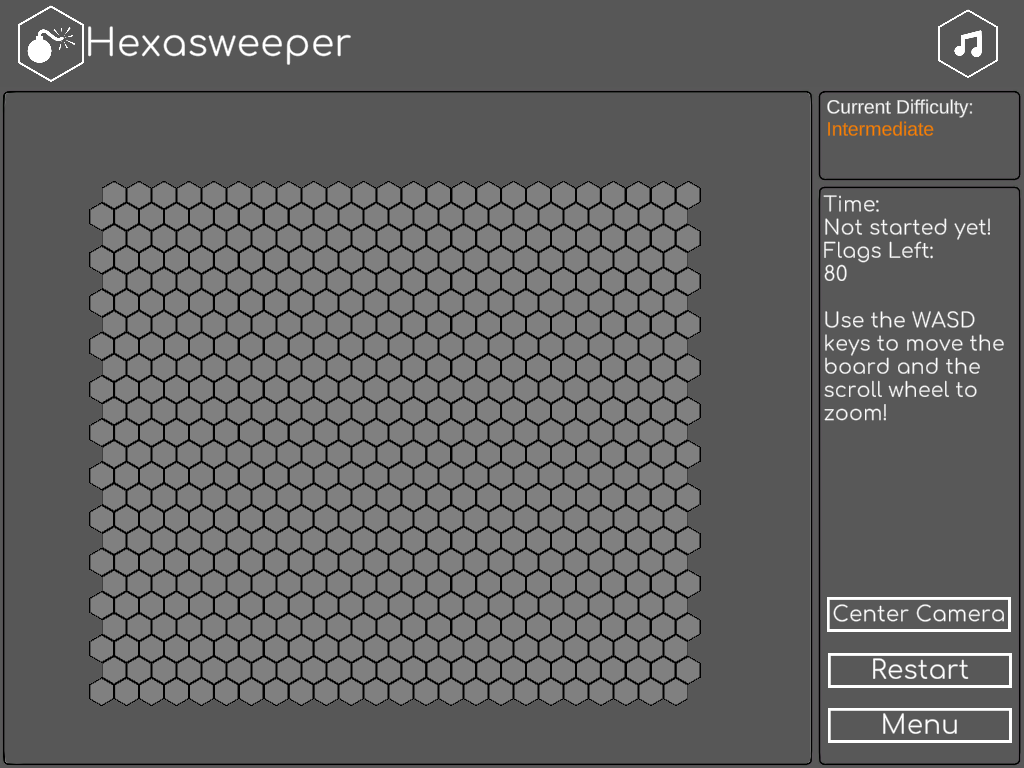 Hexasweeper
Current Difficulty:
Intermediate
Time:
Not started yet!
Flags Left:
80
Use the WASD
keys to move the
board and the
scroll wheel to
zoom!
Center Camera
Restart
Menu